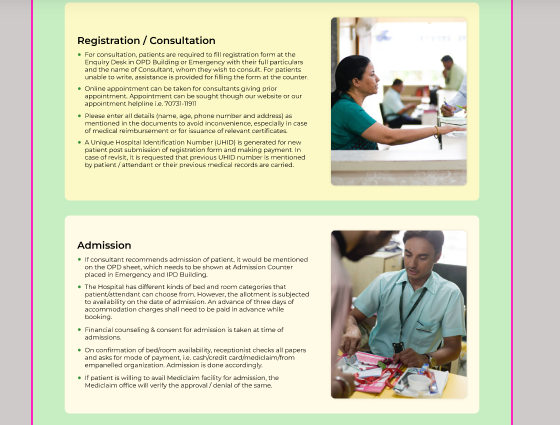 Registration / Consultation
For consultation, patients are required to fill registration form at the
Enquiry Desk in OPD Building or Emergency with their full particulars
and the name of Consultant, whom they wish to consult. For patients
unable to write, assistance is provided for filling the form at the counter.
Online appointment can be taken for consultants giving prior
appointment. Appointment can be sought though our website or our
appointment helpline i.e, 70731-11911
Please enter all details (name, age, phone number and address) as
mentioned in the documents to avoid inconvenience, especially in case
of medical reimbursement or for issuance of relevant certificates.
A Unique Hospital Identification Number (UHID) is generated for new
patient post submission of registration form and making payment. In
case of revisit, it is requested that previous UHID number is mentioned
by patient / attendant or their previous medical records are carried.
Admission
If consultant recommends admission of patient, it would be mentioned
on the OPD sheet, which needs to be shown at Admission Counter
placed in Emergency and IPD Building.
The Hospital has different kinds of bed and room categories that
patient/attendant can choose from. However, the allotment is subjected
to availability on the date of admission. An advance of three days of
accommodation charges shall need to be paid in advance while
booking.
Financial counseling & consent for admission is taken at time of
admissions.
On confirmation of bed/room availability, receptionist checks all papers
and asks for mode of payment, i.e. cash/credit card/mediclaim/from
empanelled organization. Admission is done accordingly.
If patient is willing to avail Mediclaim facility for admission, the
Mediclaim office will verify the approval / denial of the same.